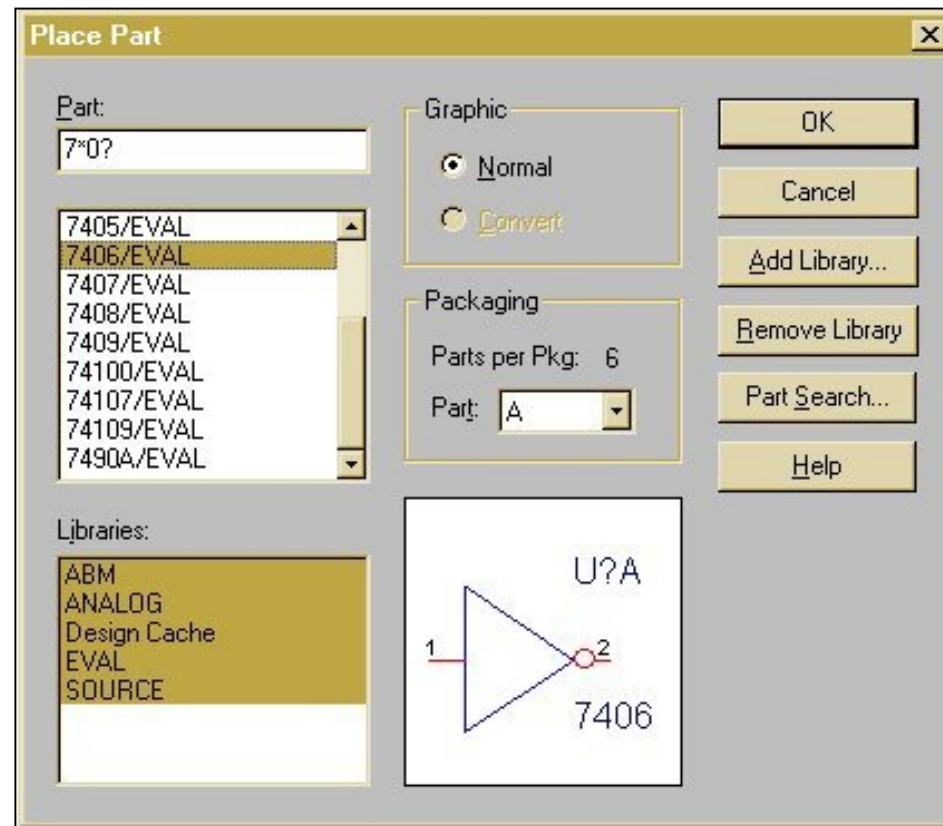 Place Part
Part:
7*0?
7405/EVAL
7406/EVAL
7407/EVAL
7408/EVAL
7409/EVAL
74100/EVAL
74107/EVAL
74109/EVAL
7490A/EVAL
Libraries:
ABM
ANALOG
Design Cache
EVAL
SOURCE
Graphic
Normal
Convert
Packaging
Parts per Pkg: 6
Part: A
U?A
1
2
7406
OK
Cancel
Add Library...
Remove Library
Part Search...
Help